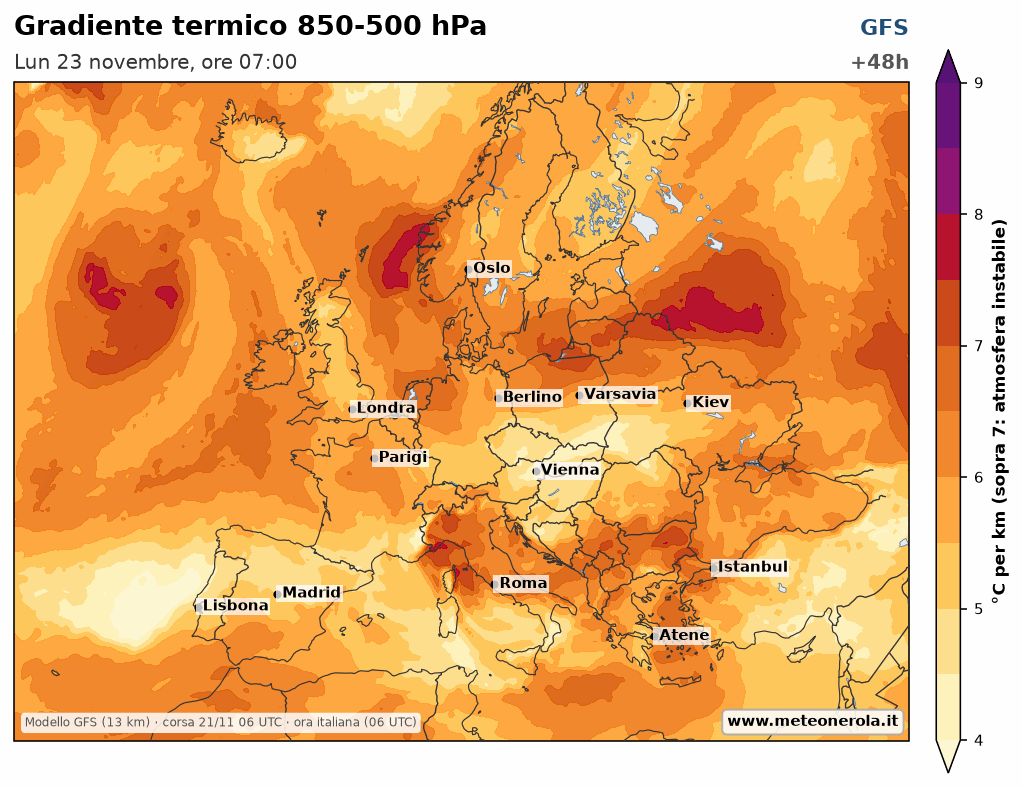 Gradiente termico 850-500 hPa
GFS
Lun 23 novembre, ore 07:00
+48h
Oslo
Londra
Berlino
Varsavia
Kiev
Parigi
Vienna
Istanbul
Roma
Madrid
Lisbona
Atene
Modello GFS (13 km) · corsa 21/11 06 UTC · ora italiana (06 UTC)
www.meteonerola.it
9
8
7
6
5
4
°C per km (sopra 7: atmosfera instabile)